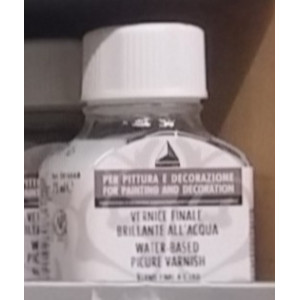 PER PITTURA E DECORAZIONE
FOR PAINTING AND DECORATION
VERNICE FINALE
BRILLANTE ALL'ACQUA
WATER-BASED
PICURE VARNISH